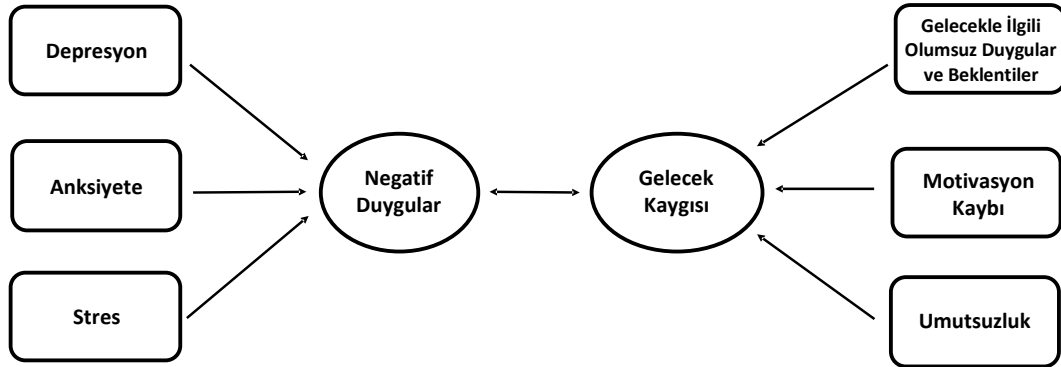 Depresyon
Anksiyete
Stres
Negatif
Duygular
Gelecek
Kaygısı
Gelecekle İlgili
Olumsuz Duygular
ve Beklentiler
Motivasyon
Kaybı
Umutsuzluk